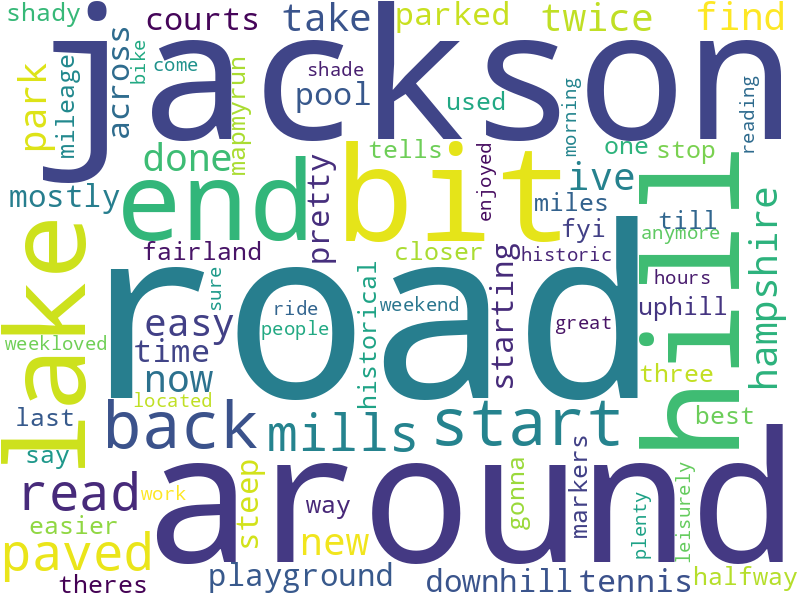 shady
courts
take
parked
twice
find
jackson
park
mileage
across
bike
come
shade
pool
used
morning
reading
mapmyrun
done
tells
one
stop
end
bit
pretty
enjoyed
ive
mostly
miles
till
hill
hampshire
lake
fairland
closer
fyi
historic
anymore
road
sure
ride
people
historical
weekend
starting
great
hours
uphill
easy
time
weekloved
now
located
three
last
back
mills
start
best
say
read
work
steep
way
around
gonna
markers
plenty
leisurely
easier
paved
new
theres
playground
downhill
tennis
halfway